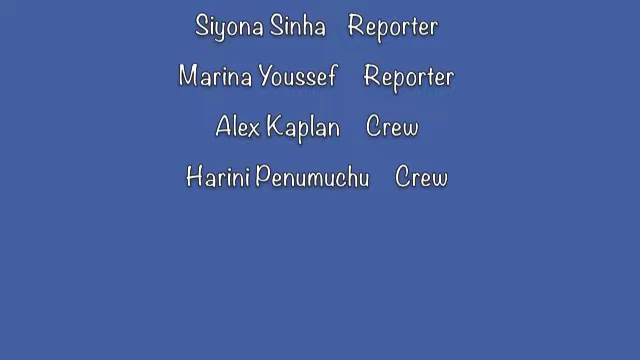 Siyona Sinha Reporter
Marina Youssef Reporter
Alex Kaplan Crew
Harini Penumuchu Crew